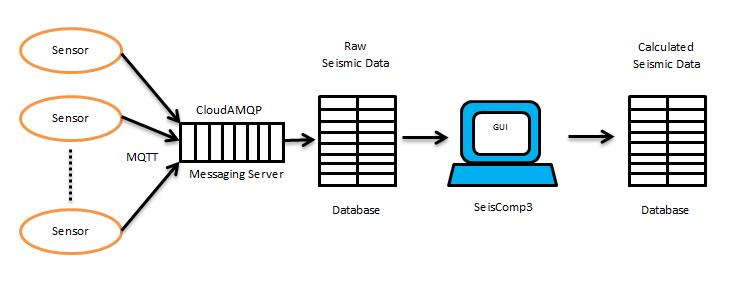 Sensor
Sensor
Sensor
MQTT
CloudAMQP
Messaging Server
Raw
Seismic Data
Database
GUI
SeisComp3
Calculated
Seismic Data
Database